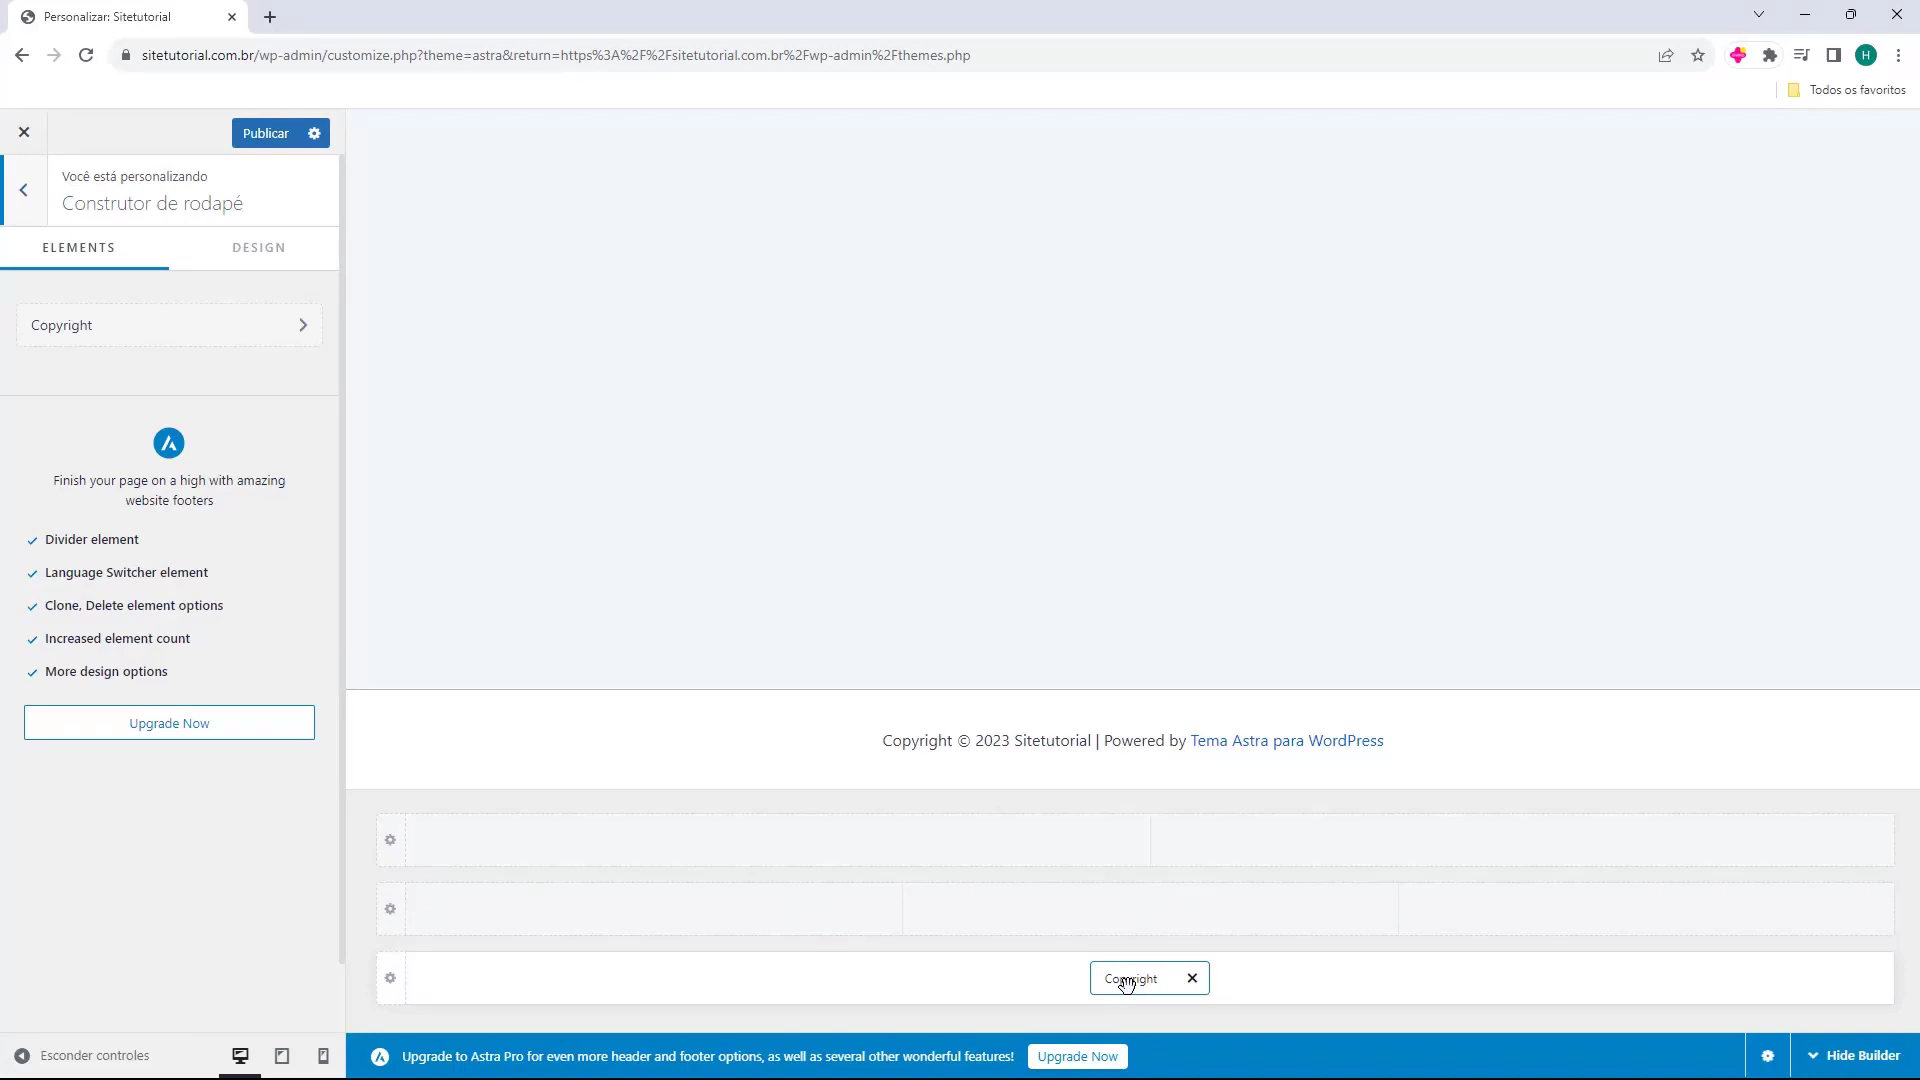 Personalizar: Sitetutorial
sitetutorial.com.br/wp-admin/customize.php?theme=astra&return=https%3A%2F%2Fsitetutorial.com.br%2Fwp-admin%2Fthemes.php
H
Todos os favoritos
Publicar
Você está personalizando
Construtor de rodapé
ELEMENTS
DESIGN
Copyright
Finish your page on a high with amazing
website footers
Divider element
Language Switcher element
Clone, Delete element options
Increased element count
More design options
Upgrade Now
Copyright © 2023 Sitetutorial | Powered by Tema Astra para WordPress
Copyright
Esconder controles
Upgrade to Astra Pro for even more header and footer options, as well as several other wonderful features!
Upgrade Now
Hide Builder